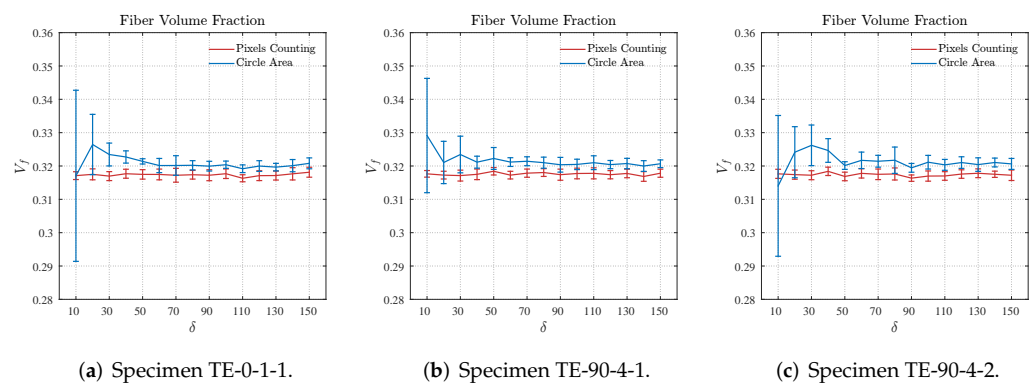 Fiber Volume Fraction
0.36
0.35
0.34
0.33
0.32
0.31
0.3
0.29
0.28
V_f
10 30 50 70 90 110 130 150
δ
Pixels Counting
Circle Area
(a) Specimen TE-0-1-1.
Fiber Volume Fraction
0.36
0.35
0.34
0.33
0.32
0.31
0.3
0.29
0.28
V_f
10 30 50 70 90 110 130 150
δ
Pixels Counting
Circle Area
(b) Specimen TE-90-4-1.
Fiber Volume Fraction
0.36
0.35
0.34
0.33
0.32
0.31
0.3
0.29
0.28
V_f
10 30 50 70 90 110 130 150
δ
Pixels Counting
Circle Area
(c) Specimen TE-90-4-2.